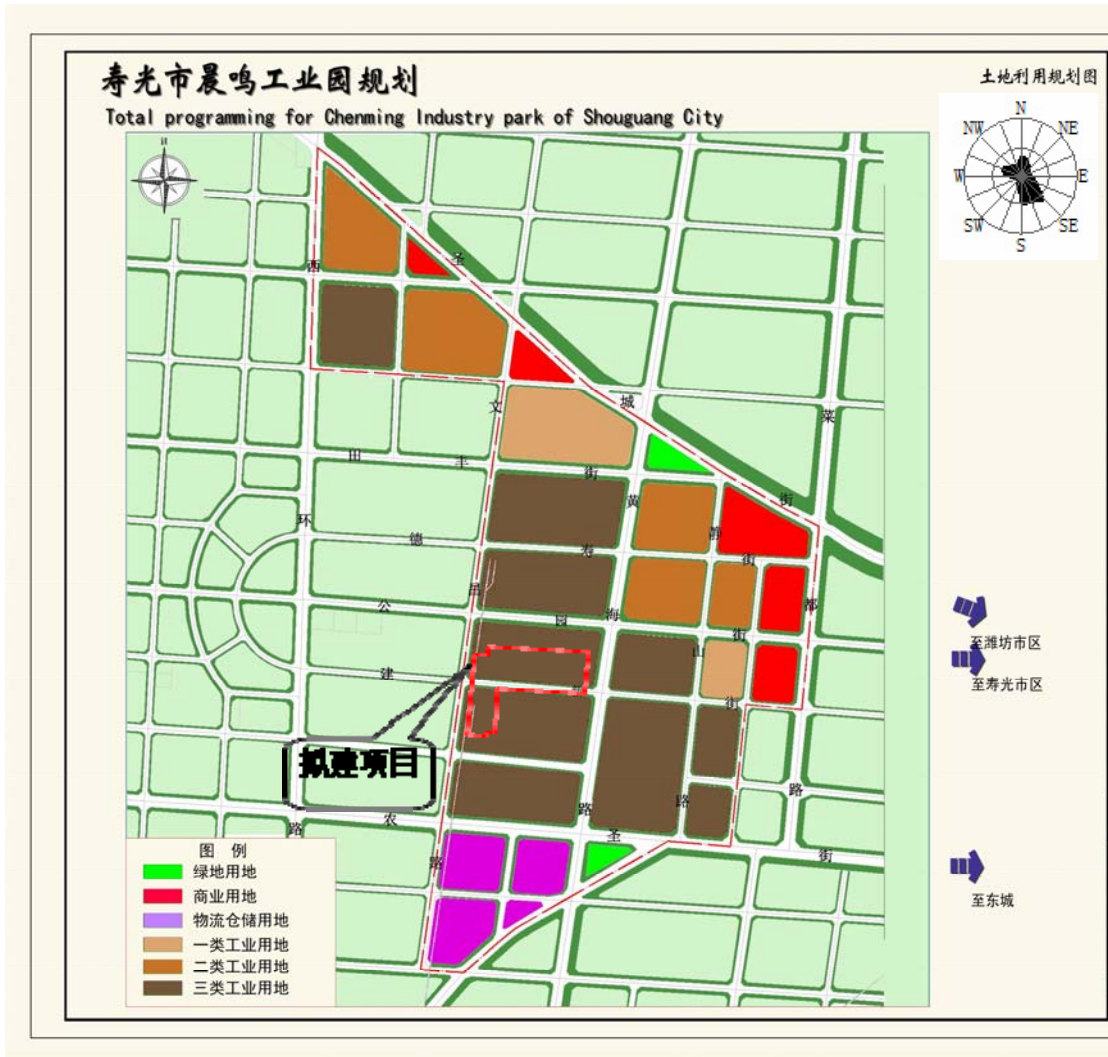 寿光市晨鸣工业园规划
Total programming for Chenming Industry park of Shouguang City
土地利用规划图
N
NW
NE
W
E
SW
SE
S
N
西
圣
文
城
菜
田
丰
街
黄
街
环
德
寿
静
街
公
吕
园
海
都
建
山
街
街
拟建项目
路
农
路
路
路
路
圣
街
至潍坊市区
至寿光市区
至东城
图 例
绿地用地
商业用地
物流仓储用地
一类工业用地
二类工业用地
三类工业用地